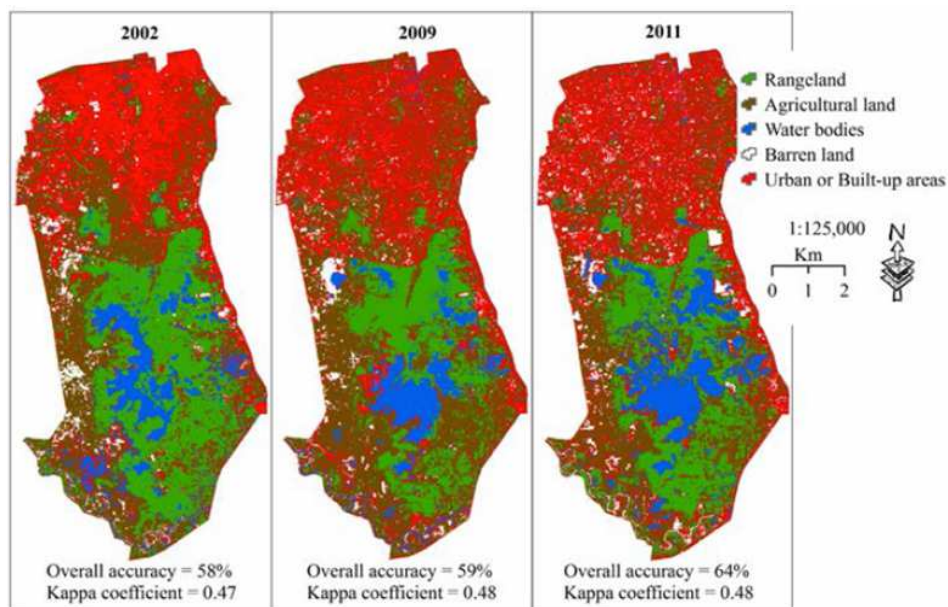 2002
2009
2011
Rangeland
Agricultural land
Water bodies
Barren land
Urban or Built-up areas
1:125,000
N
Km
0 1 2
Overall accuracy = 58%
Kappa coefficient = 0.47
Overall accuracy = 59%
Kappa coefficient = 0.48
Overall accuracy = 64%
Kappa coefficient = 0.48